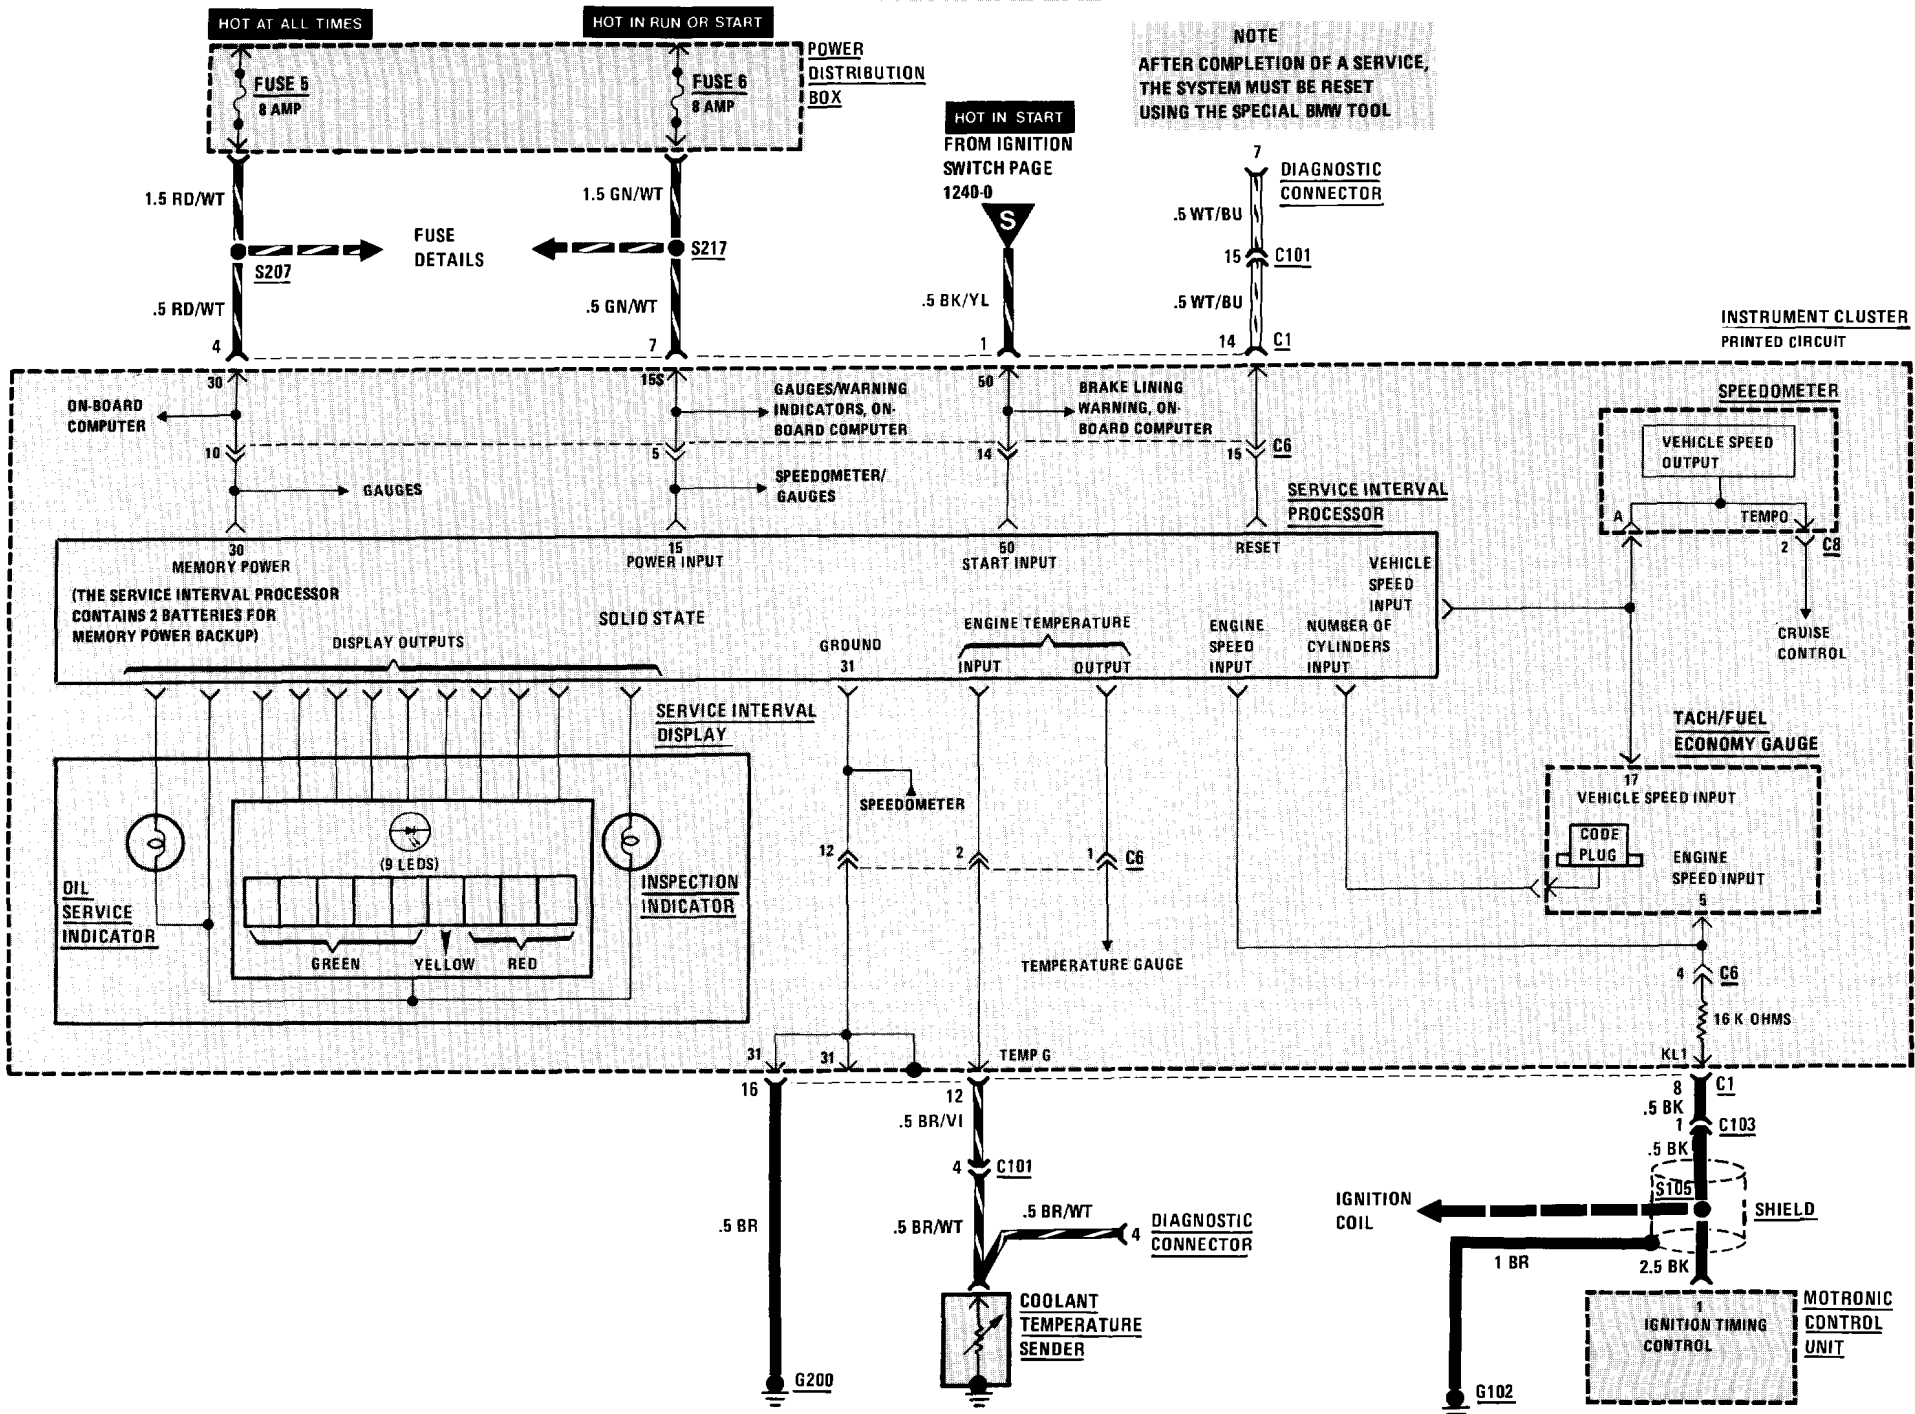 HOT AT ALL TIMES
HOT IN RUN OR START
POWER
DISTRIBUTION
BOX
FUSE 5
8 AMP
FUSE 6
8 AMP
NOTE
AFTER COMPLETION OF A SERVICE,
THE SYSTEM MUST BE RESET
USING THE SPECIAL BMW TOOL
HOT IN START
FROM IGNITION
SWITCH PAGE
1240-0
S
7
DIAGNOSTIC
CONNECTOR
1.5 RD/WT
1.5 GN/WT
.5 WT/BU
FUSE
DETAILS
S207
S217
15
C101
.5 RD/WT
.5 GN/WT
.5 BK/YL
.5 WT/BU
4
7
1
14
C1
INSTRUMENT CLUSTER
PRINTED CIRCUIT
30
15S
50
ON-BOARD
COMPUTER
GAUGES/WARNING
INDICATORS, ON-
BOARD COMPUTER
BRAKE LINING
WARNING, ON-
BOARD COMPUTER
10
5
14
15
C6
GAUGES
SPEEDOMETER/
GAUGES
SERVICE INTERVAL
PROCESSOR
SPEEDOMETER
VEHICLE SPEED
OUTPUT
A
TEMPO
2
C8
CRUISE
CONTROL
30
MEMORY POWER
15
POWER INPUT
50
START INPUT
RESET
VEHICLE
SPEED
INPUT
(THE SERVICE INTERVAL PROCESSOR
CONTAINS 2 BATTERIES FOR
MEMORY POWER BACKUP)
SOLID STATE
DISPLAY OUTPUTS
GROUND
31
ENGINE TEMPERATURE
INPUT
OUTPUT
ENGINE
SPEED
INPUT
NUMBER OF
CYLINDERS
INPUT
SERVICE INTERVAL
DISPLAY
TACH/FUEL
ECONOMY GAUGE
17
VEHICLE SPEED INPUT
CODE
PLUG
ENGINE
SPEED INPUT
5
SPEEDOMETER
(9 LEDS)
12
2
1
C6
OIL
SERVICE
INDICATOR
INSPECTION
INDICATOR
GREEN
YELLOW
RED
TEMPERATURE GAUGE
4
C6
16 K OHMS
31
31
TEMP G
KL1
16
12
8
C1
.5 BR/VI
.5 BK
1
C103
.5 BK
4
C101
S105
SHIELD
IGNITION
COIL
.5 BR
.5 BR/WT
.5 BR/WT
4
DIAGNOSTIC
CONNECTOR
1 BR
2.5 BK
COOLANT
TEMPERATURE
SENDER
1
IGNITION TIMING
CONTROL
MOTRONIC
CONTROL
UNIT
G200
G102